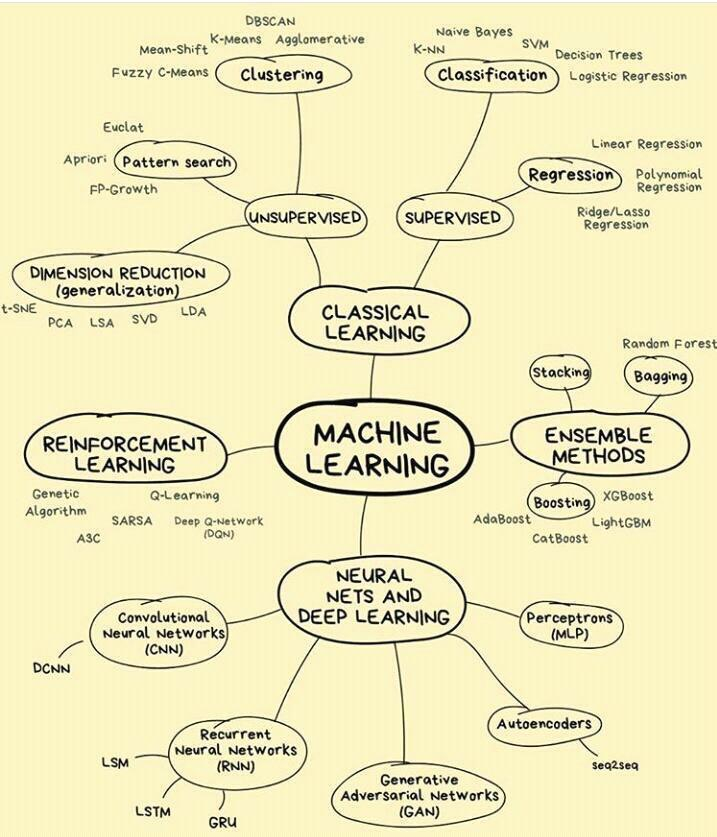 DBSCAN
Mean-Shift
K-Means
Agglomerative
Fuzzy C-Means
Clustering
Naive Bayes
K-NN
SVM
Decision Trees
Classification
Logistic Regression
Euclat
Apriori
Pattern search
FP-Growth
Linear Regression
Regression
Polynomial
Regression
Ridge/Lasso
Regression
UNSUPERVISED
SUPERVISED
DIMENSION REDUCTION
(generalization)
t-SNE
PCA
LSA
SVD
LDA
CLASSICAL
LEARNING
Random Forest
Stacking
Bagging
MACHINE
LEARNING
REINFORCEMENT
LEARNING
ENSEMBLE
METHODS
Genetic
Algorithm
Q-Learning
SARSA
Deep Q-Network
(DQN)
A3C
Boosting
XGBoost
AdaBoost
LightGBM
CatBoost
NEURAL
NETS AND
DEEP LEARNING
Convolutional
Neural Networks
(CNN)
DCNN
Perceptrons
(MLP)
Recurrent
Neural Networks
(RNN)
LSM
LSTM
GRU
Autoencoders
seq2seq
Generative
Adversarial Networks
(GAN)